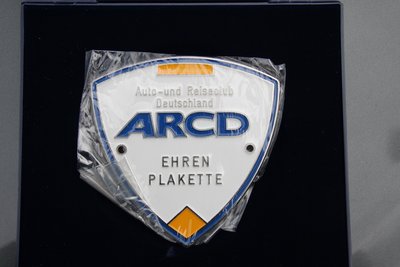 Auto-und Reiseclub
Deutschland
ARCD
EHREN
PLAKETTE